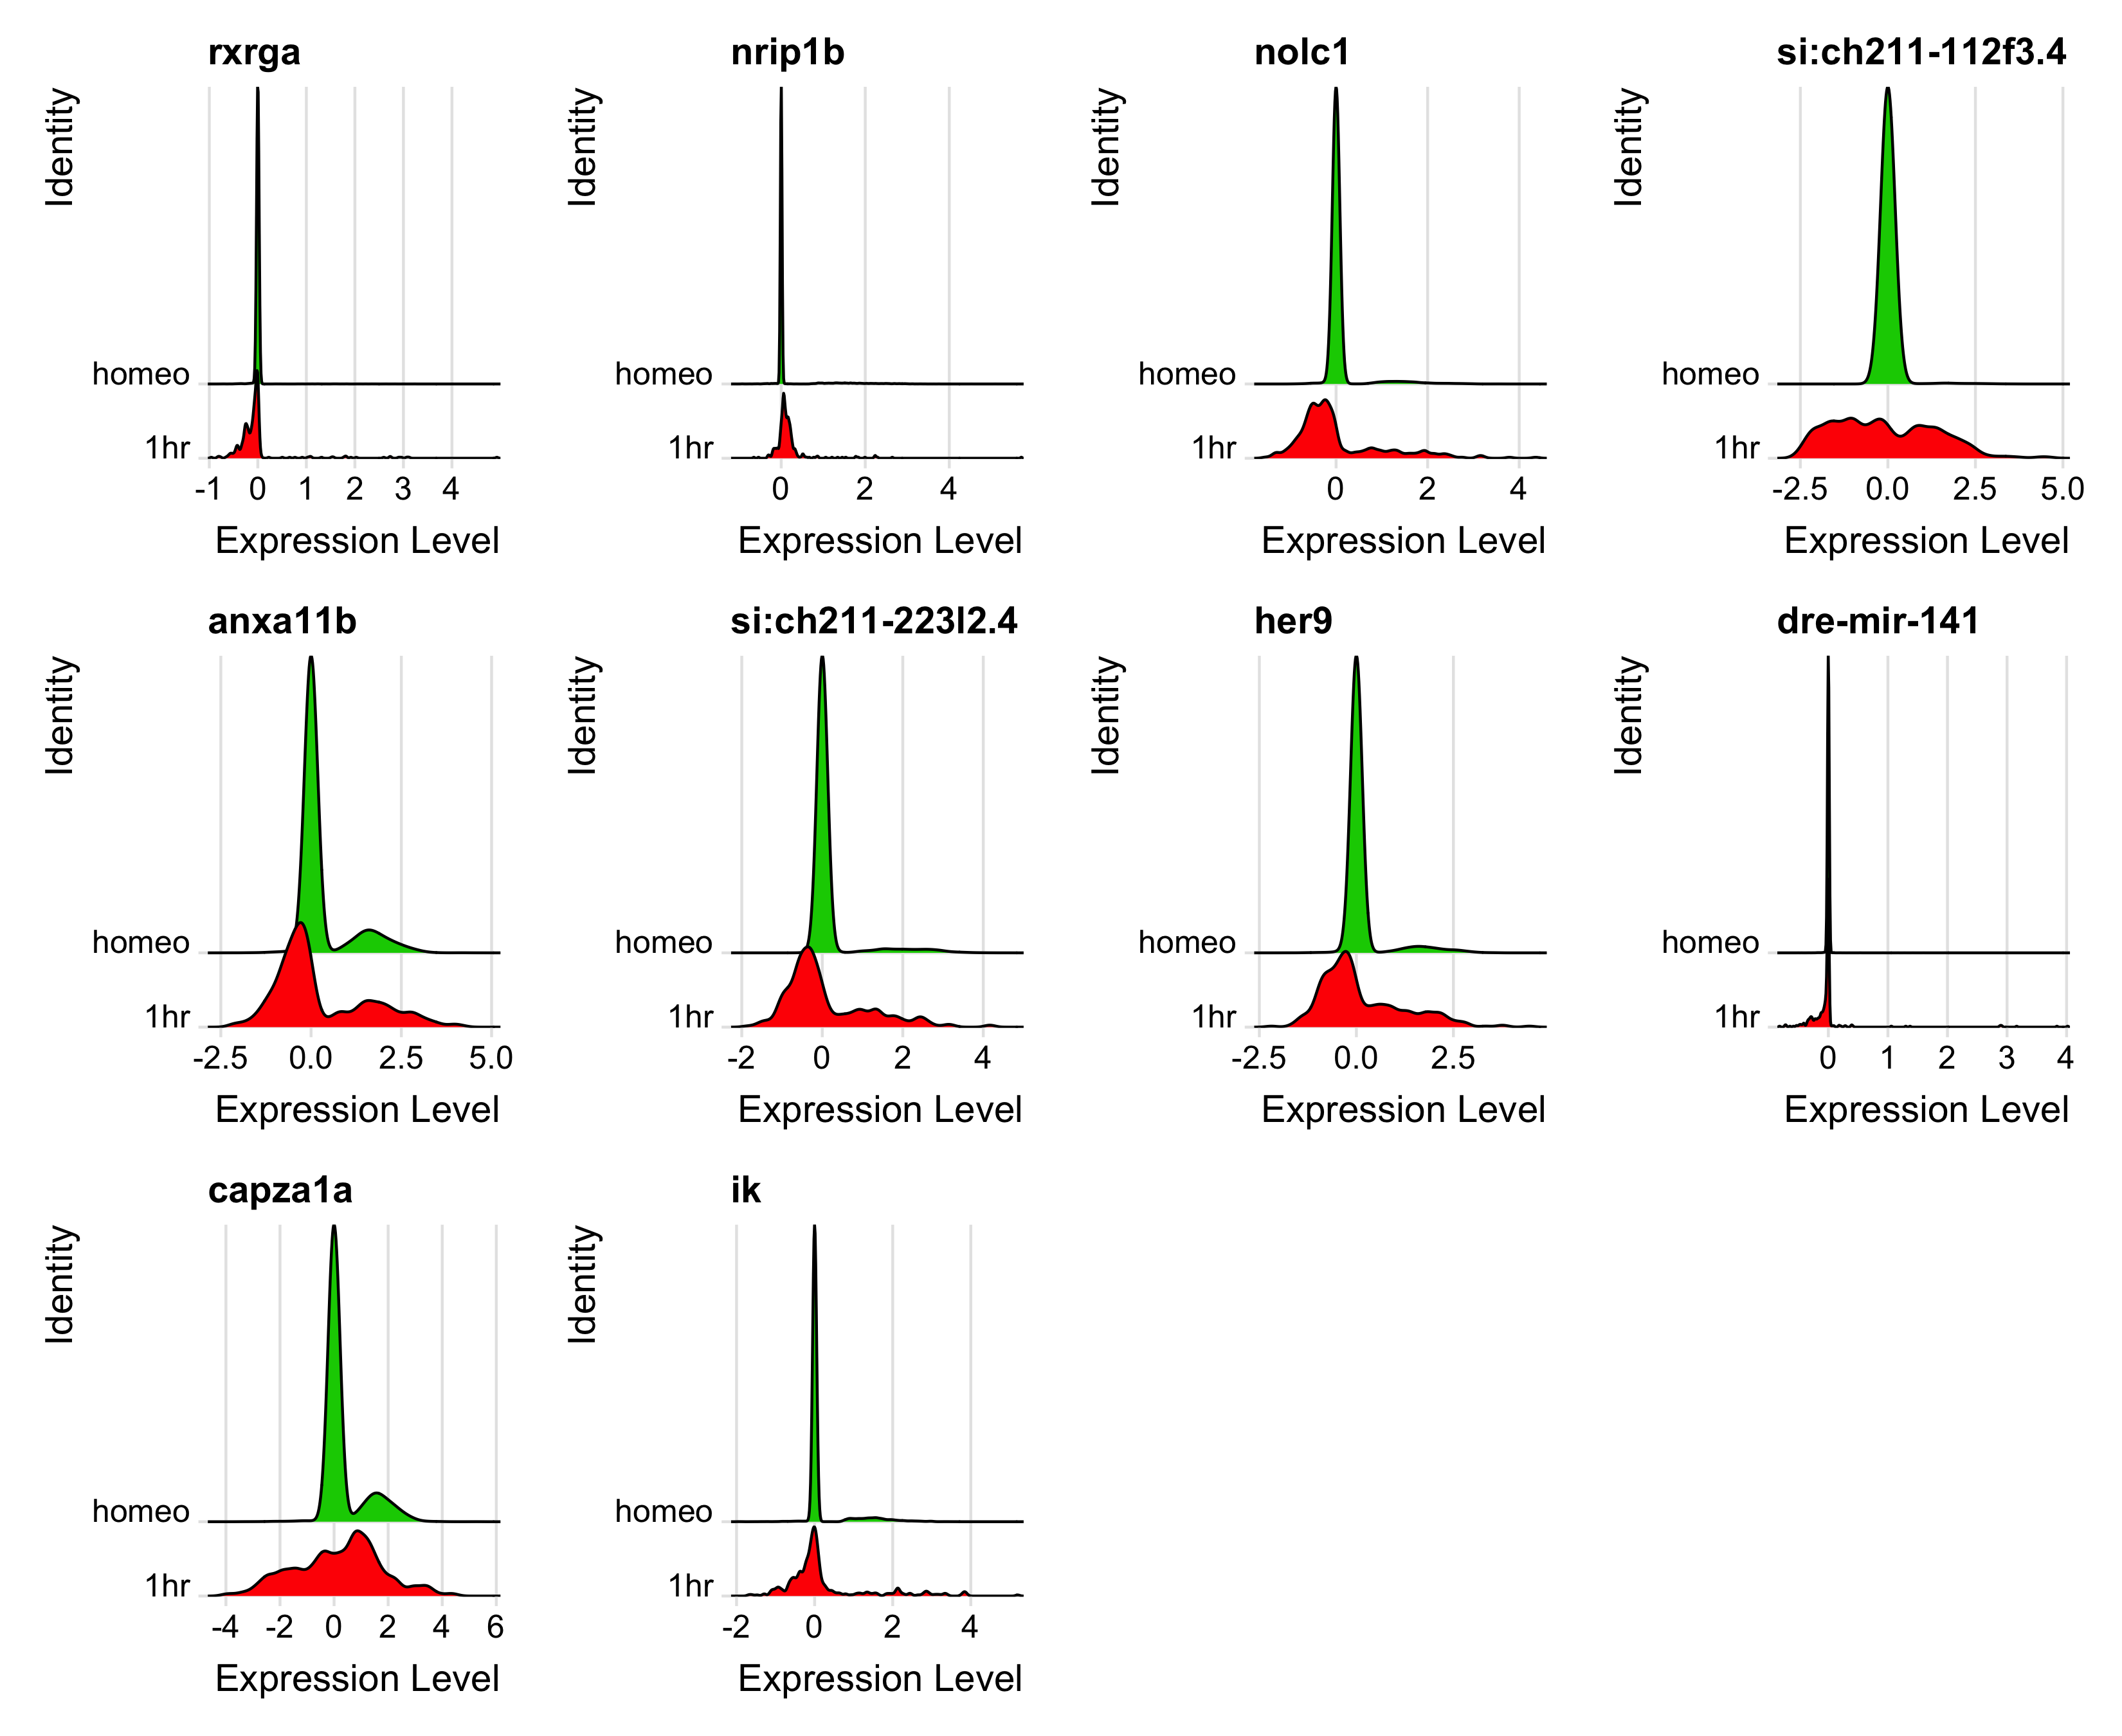 rxrga
Identity
homeo
1hr
-1 0 1 2 3 4
Expression Level
nrip1b
Identity
homeo
1hr
0 2 4
Expression Level
nolc1
Identity
homeo
1hr
0 2 4
Expression Level
si:ch211-112f3.4
Identity
homeo
1hr
-2.5 0.0 2.5 5.0
Expression Level
anxa11b
Identity
homeo
1hr
-2.5 0.0 2.5 5.0
Expression Level
si:ch211-223l2.4
Identity
homeo
1hr
-2 0 2 4
Expression Level
her9
Identity
homeo
1hr
-2.5 0.0 2.5
Expression Level
dre-mir-141
Identity
homeo
1hr
0 1 2 3 4
Expression Level
capza1a
Identity
homeo
1hr
-4 -2 0 2 4 6
Expression Level
ik
Identity
homeo
1hr
-2 0 2 4
Expression Level